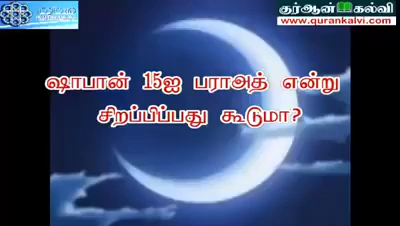 குர்ஆன் கல்வி
www.qurankalvi.com
ஷாபான் 15ஐ பராஅத் என்று
சிறப்பிப்பது கூடுமா?